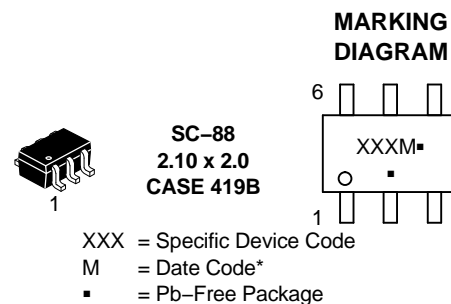 MARKING
DIAGRAM
6
SC−88
2.10 x 2.0
CASE 419B
XXXM▪
▪
1
1
XXX = Specific Device Code
M = Date Code*
▪ = Pb−Free Package